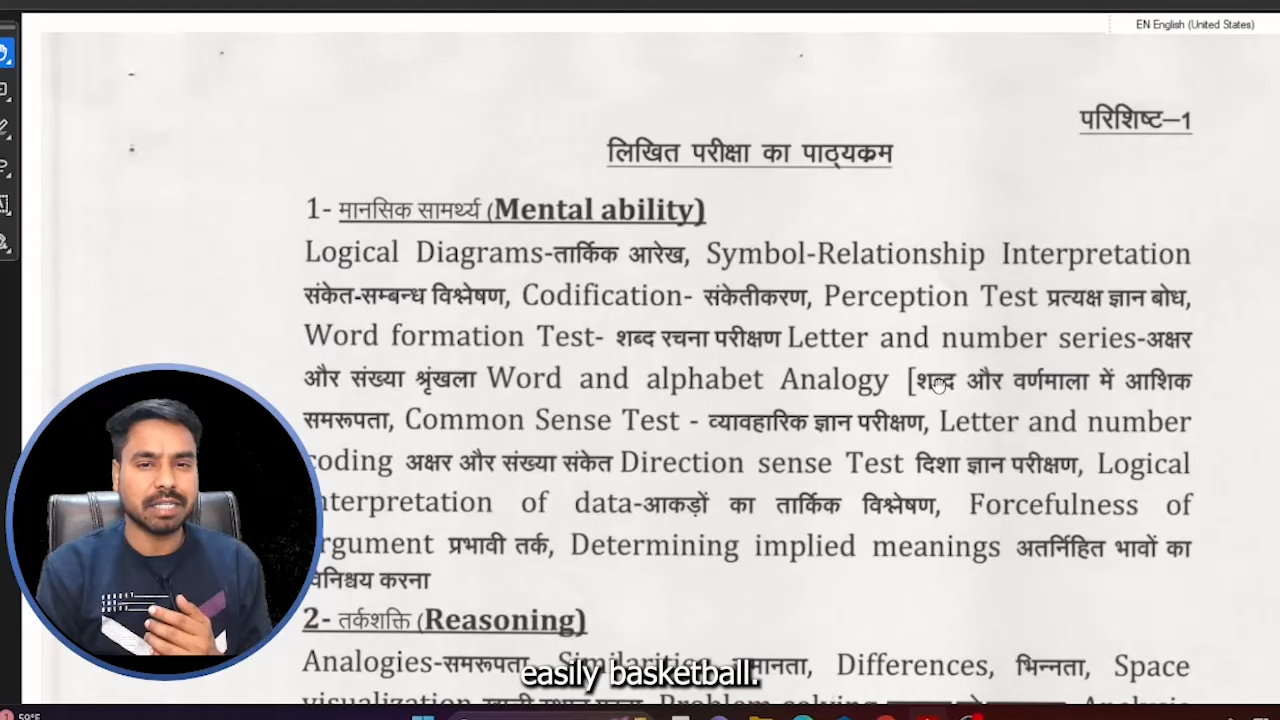 EN English (United States)
परिशिष्ट–1
लिखित परीक्षा का पाठ्यक्रम
1- मानसिक सामर्थ्य (Mental ability)
Logical Diagrams-तार्किक आरेख, Symbol-Relationship Interpretation
संकेत-सम्बन्ध विश्लेषण, Codification- संकेतीकरण, Perception Test प्रत्यक्ष ज्ञान बोध,
Word formation Test- शब्द रचना परीक्षण Letter and number series-अक्षर
और संख्या श्रृंखला Word and alphabet Analogy [शब्द और वर्णमाला में आशिक
समरूपता, Common Sense Test - व्यावहारिक ज्ञान परीक्षण, Letter and number
coding अक्षर और संख्या संकेत Direction sense Test दिशा ज्ञान परीक्षण, Logical
nterpretation of data-आकड़ों का तार्किक विश्लेषण, Forcefulness of
rgument प्रभावी तर्क, Determining implied meanings अतर्निहित भावों का
विनिश्चय करना
2- तर्कशक्ति (Reasoning)
Analogies-समरूपता, Similarities, समानता, Differences, भिन्नता, Space
easily basketball.
59°F